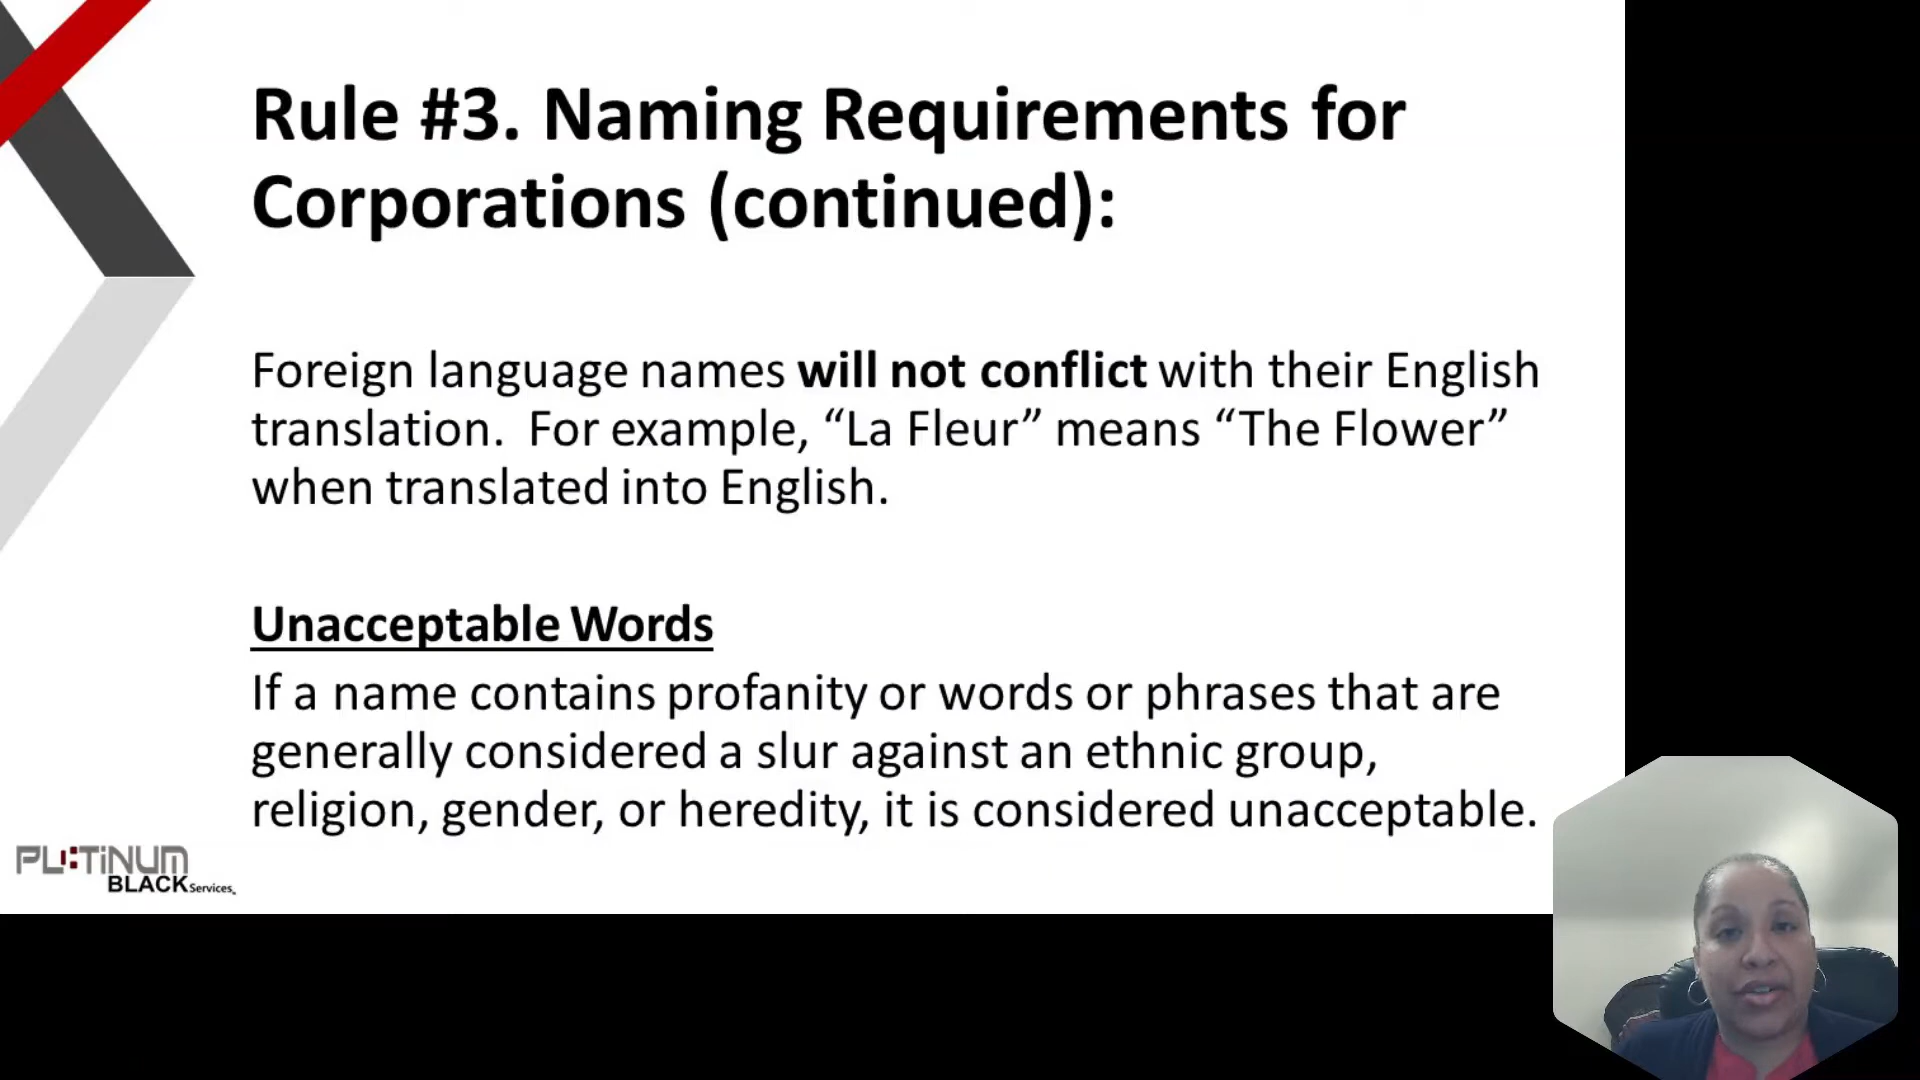 Rule #3. Naming Requirements for
Corporations (continued):
Foreign language names will not conflict with their English
translation. For example, “La Fleur” means “The Flower”
when translated into English.
Unacceptable Words
If a name contains profanity or words or phrases that are
generally considered a slur against an ethnic group,
religion, gender, or heredity, it is considered unacceptable.
PLATINUM
BLACK Services